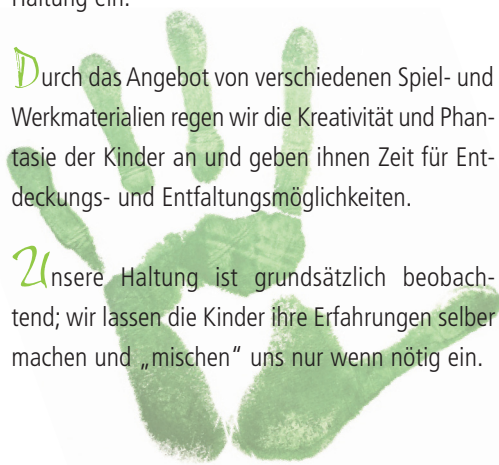 Haltung ein.
Durch das Angebot von verschiedenen Spiel- und
Werkmaterialien regen wir die Kreativität und Phan-
tasie der Kinder an und geben ihnen Zeit für Ent-
deckungs- und Entfaltungsmöglichkeiten.
Unsere Haltung ist grundsätzlich beobach-
tend; wir lassen die Kinder ihre Erfahrungen selber
machen und „mischen“ uns nur wenn nötig ein.